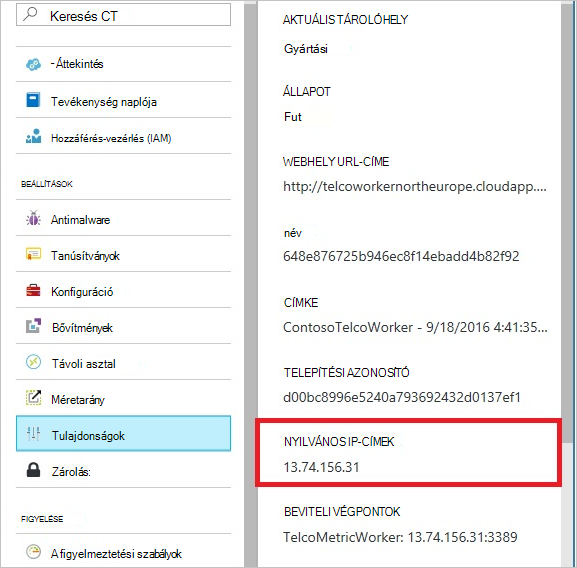 Keresés CT
-Áttekintés
Tevékenység naplója
Hozzáférés-vezérlés (IAM)
BEÁLLÍTÁSOK
Antimalware
Tanúsítványok
Konfiguráció
Bővítmények
Távoli asztal
Méretarány
Tulajdonságok
Zárolás:
FIGYELÉSE
A figyelmeztetési szabályok
AKTUÁLIS TÁROLÓHELY
Gyártási
ÁLLAPOT
Fut
WEBHELY URL-CÍME
http://telcoworkernortheurope.cloudapp....
név
648e876725b946ec8f14ebadd4b82f92
CÍMKE
ContosoTelcoWorker - 9/18/2016 4:41:35...
TELEPÍTÉSI AZONOSÍTÓ
d00bc8996e5240a793692432d0137ef1
NYILVÁNOS IP-CÍMEK
13.74.156.31
BEVITELI VÉGPONTOK
TelcoMetricWorker: 13.74.156.31:3389